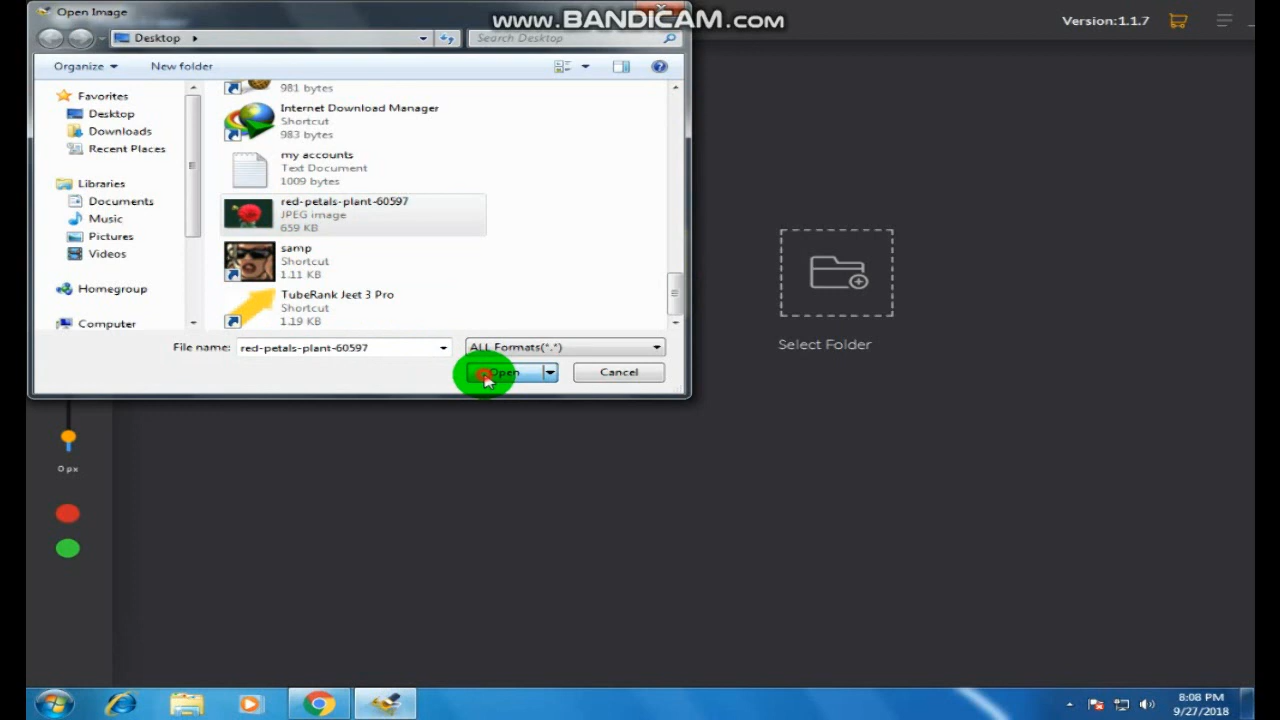 Open Image
www.BANDICAM.com
Version:1.1.7
Desktop
Search Desktop
Organize
New folder
Favorites
Desktop
Downloads
Recent Places
Libraries
Documents
Music
Pictures
Videos
Homegroup
Computer
981 bytes
Internet Download Manager
Shortcut
983 bytes
my accounts
Text Document
1009 bytes
red-petals-plant-60597
JPEG image
659 KB
samp
Shortcut
1.11 KB
TubeRank Jeet 3 Pro
Shortcut
1.19 KB
File name:
red-petals-plant-60597
ALL Formats(*.*)
Open
Cancel
Select Folder
0 px
8:08 PM
9/27/2018